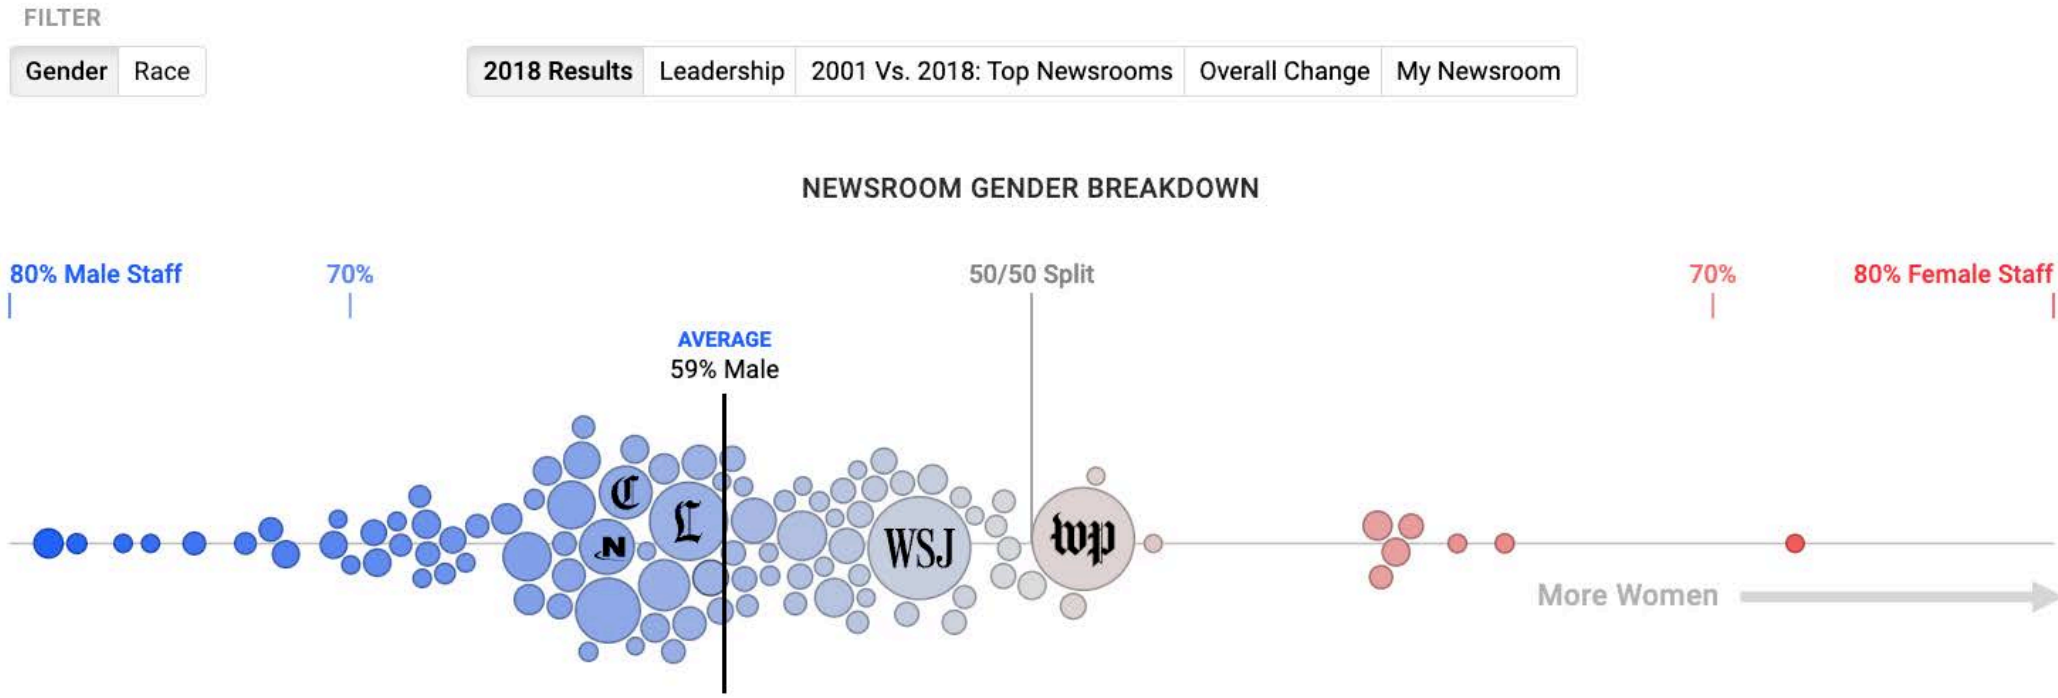 FILTER
Gender Race
2018 Results Leadership 2001 Vs. 2018: Top Newsrooms Overall Change My Newsroom
NEWSROOM GENDER BREAKDOWN
80% Male Staff 70% 50/50 Split 70% 80% Female Staff
AVERAGE
59% Male
C
L
N
WSJ
wp
More Women